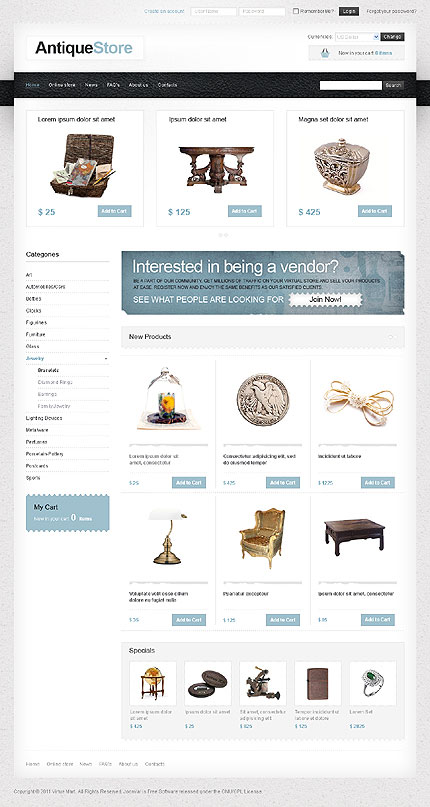 Create an account
Username
Password
Remember Me?
Login
Forgot your password?
AntiqueStore
Currencies
US Dollar
Change
Now in your cart 0 items
Home
Online store
News
FAQ's
About us
Contacts
Search
Lorem ipsum dolor sit amet
Ipsum dolor sit amet
Magna set dolor sit amet
$ 25
Add to Cart
$ 125
Add to Cart
$ 425
Add to Cart
Categories
Art
Automobilia/Cars
Bottles
Clocks
Figurines
Furniture
Glass
Jewelry
Bracelets
Diamond Rings
Earrings
Family Jewelry
Lighting Devices
Metalware
Perfumes
Porcelain Pottery
Postcards
Sports
My Cart
Now in your cart 0 items
Interested in being a vendor?
BE A PART OF OUR COMMUNITY, GET MILLIONS OF TRAFFIC ON YOUR VIRTUAL STORE AND SELL YOUR PRODUCTS
AT EASE. REGISTER NOW AND ENJOY THE SAME BENEFITS AS OUR SATISFIED CLIENTS
SEE WHAT PEOPLE ARE LOOKING FOR
Join Now!
New Products
Lorem ipsum dolor sit
amet, consectetur
Consectetur adipisicing elit, sed
do eiusmod tempor
Incididunt ut labore
$ 25
Add to Cart
$ 475
Add to Cart
$ 1275
Add to Cart
Voluptate velit esse cillum
dolore eu fugiat nulla
Pariatur excepteur
Ipsum dolor sit amet, consectetur
$ 35
Add to Cart
$ 125
Add to Cart
$ 95
Add to Cart
Specials
Lorem ipsum dolor
sit amet
Ipsum dolor sit
amet
Sit amet, consectetur
adipisicing elit
Tempor incididunt ut
labore et dolore
Lorem Set
$ 425
$ 25
$ 125
$ 125
$ 2825
Home
Online store
News
FAQ's
About us
Contacts
Copyright © 2011 Virtue Mart. All Rights Reserved. Joomla! is Free Software released under the GNU/GPL License.